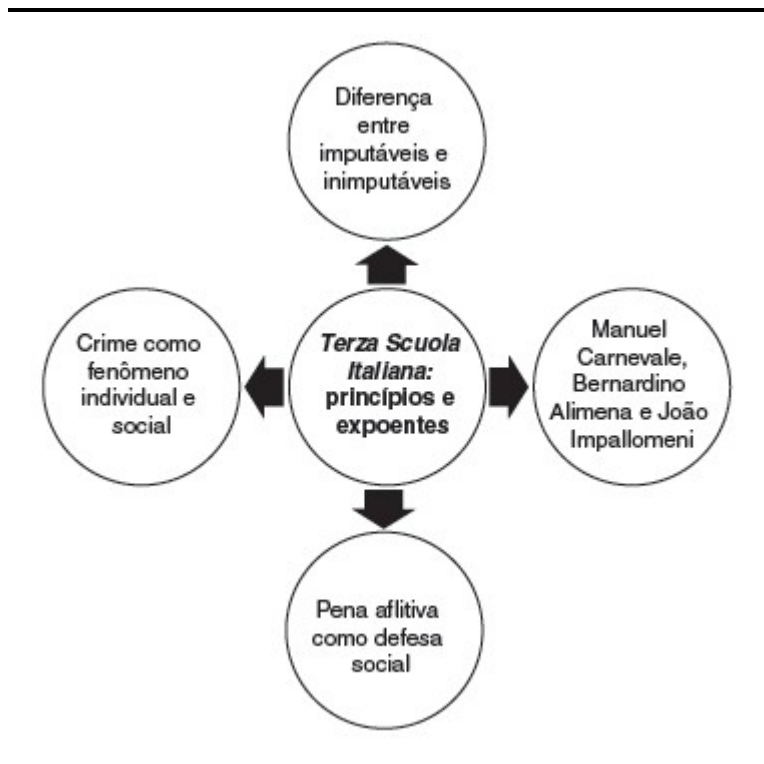 Diferença
entre
imputáveis e
inimputáveis
Crime como
fenômeno
individual e
social
Terza Scuola
Italiana:
princípios e
expoentes
Manuel
Carnevale,
Bernardino
Alimena e João
Impallomeni
Pena aflitiva
como defesa
social